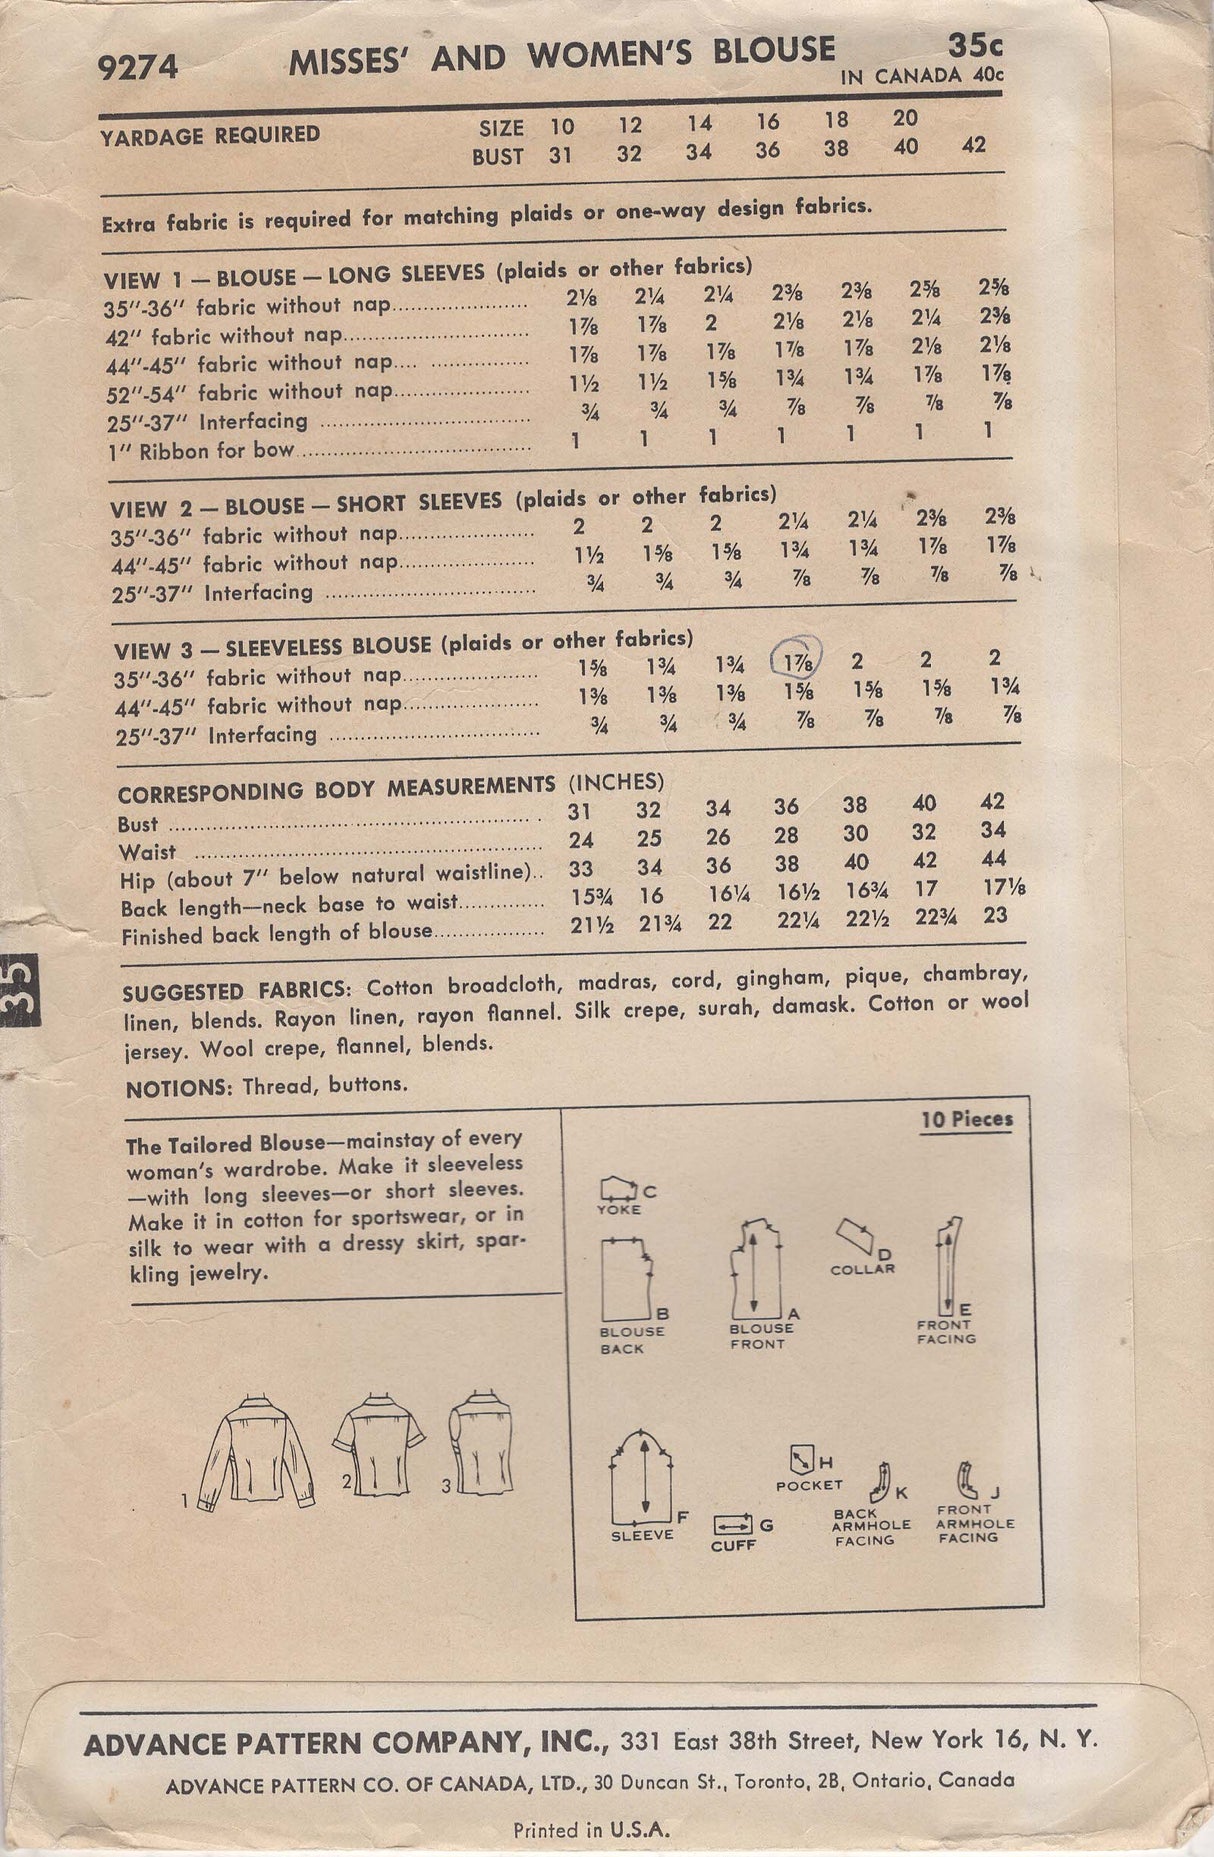 9274 MISSES' AND WOMEN'S BLOUSE 35c
IN CANADA 40c
YARDAGE REQUIRED SIZE 10 12 14 16 18 20
BUST 31 32 34 36 38 40 42
Extra fabric is required for matching plaids or one-way design fabrics.
VIEW 1 — BLOUSE — LONG SLEEVES (plaids or other fabrics)
35"-36" fabric without nap 2⅛ 2¼ 2¼ 2⅜ 2⅜ 2⅝ 2⅝
42" fabric without nap 1⅞ 1⅞ 2 2⅛ 2⅛ 2¼ 2⅜
44"-45" fabric without nap 1⅞ 1⅞ 1⅞ 1⅞ 1⅞ 2⅛ 2⅛
52"-54" fabric without nap 1½ 1½ 1⅝ 1¾ 1¾ 1⅞ 1⅞
25"-37" Interfacing ¾ ¾ ¾ ⅞ ⅞ ⅞ ⅞
1" Ribbon for bow 1 1 1 1 1 1 1
VIEW 2 — BLOUSE — SHORT SLEEVES (plaids or other fabrics)
35"-36" fabric without nap 2 2 2 2¼ 2¼ 2⅜ 2⅜
44"-45" fabric without nap 1½ 1⅝ 1⅝ 1¾ 1¾ 1⅞ 1⅞
25"-37" Interfacing ¾ ¾ ¾ ⅞ ⅞ ⅞ ⅞
VIEW 3 — SLEEVELESS BLOUSE (plaids or other fabrics)
35"-36" fabric without nap 1⅝ 1¾ 1¾ 1⅞ 2 2 2
44"-45" fabric without nap 1⅜ 1⅜ 1⅜ 1⅝ 1⅝ 1⅝ 1¾
25"-37" Interfacing ¾ ¾ ¾ ⅞ ⅞ ⅞ ⅞
CORRESPONDING BODY MEASUREMENTS (INCHES)
Bust 31 32 34 36 38 40 42
Waist 24 25 26 28 30 32 34
Hip (about 7" below natural waistline) 33 34 36 38 40 42 44
Back length—neck base to waist 15¾ 16 16¼ 16½ 16¾ 17 17⅛
Finished back length of blouse 21½ 21¾ 22 22¼ 22½ 22¾ 23
35
SUGGESTED FABRICS: Cotton broadcloth, madras, cord, gingham, pique, chambray,
linen, blends. Rayon linen, rayon flannel. Silk crepe, surah, damask. Cotton or wool
jersey. Wool crepe, flannel, blends.
NOTIONS: Thread, buttons.
The Tailored Blouse—mainstay of every
woman's wardrobe. Make it sleeveless
—with long sleeves—or short sleeves.
Make it in cotton for sportswear, or in
silk to wear with a dressy skirt, spar-
kling jewelry.
1
2
3
10 Pieces
C
YOKE
B
BLOUSE
BACK
A
BLOUSE
FRONT
D
COLLAR
E
FRONT
FACING
F
SLEEVE
G
CUFF
H
POCKET
K
BACK
ARMHOLE
FACING
J
FRONT
ARMHOLE
FACING
ADVANCE PATTERN COMPANY, INC., 331 East 38th Street, New York 16, N. Y.
ADVANCE PATTERN CO. OF CANADA, LTD., 30 Duncan St., Toronto, 2B, Ontario, Canada
Printed in U.S.A.